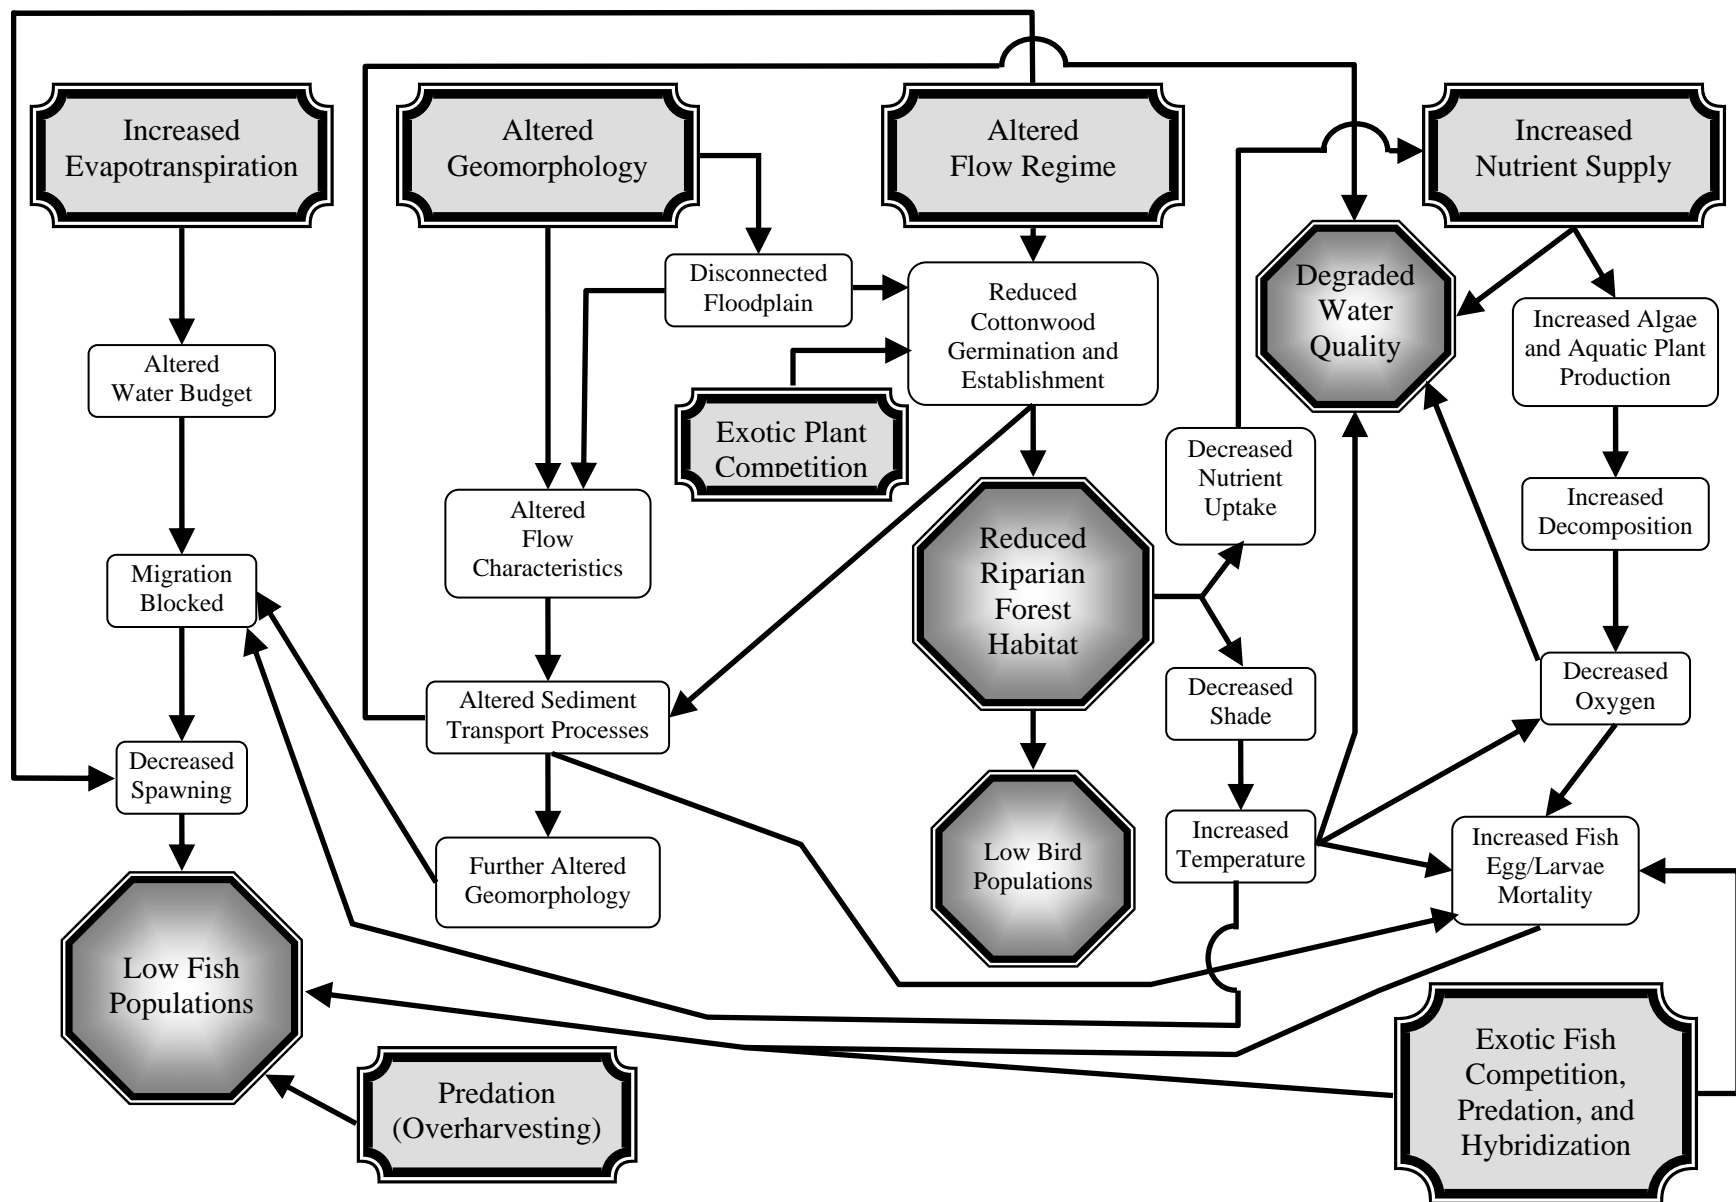 Increased
Evapotranspiration
Altered
Geomorphology
Altered
Flow Regime
Increased
Nutrient Supply
Disconnected
Floodplain
Reduced
Cottonwood
Germination and
Establishment
Degraded
Water
Quality
Increased Algae
and Aquatic Plant
Production
Altered
Water Budget
Exotic Plant
Competition
Decreased
Nutrient
Uptake
Altered
Flow
Characteristics
Increased
Decomposition
Migration
Blocked
Reduced
Riparian
Forest
Habitat
Altered Sediment
Transport Processes
Decreased
Shade
Decreased
Oxygen
Decreased
Spawning
Further Altered
Geomorphology
Low Bird
Populations
Increased
Temperature
Increased Fish
Egg/Larvae
Mortality
Low Fish
Populations
Predation
(Overharvesting)
Exotic Fish
Competition,
Predation, and
Hybridization